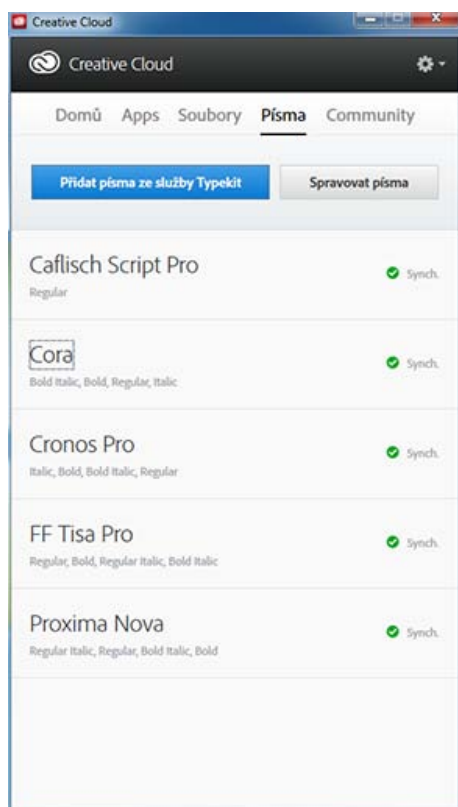 Creative Cloud
Creative Cloud
Domů Apps Soubory Písma Community
Přidat písma ze služby Typekit Spravovat písma
Caflisch Script Pro
Synch.
Regular
Cora
Synch.
Bold Italic, Bold, Regular, Italic
Cronos Pro
Synch.
Italic, Bold, Bold Italic, Regular
FF Tisa Pro
Synch.
Regular, Bold, Regular Italic, Bold Italic
Proxima Nova
Synch.
Regular Italic, Regular, Bold Italic, Bold